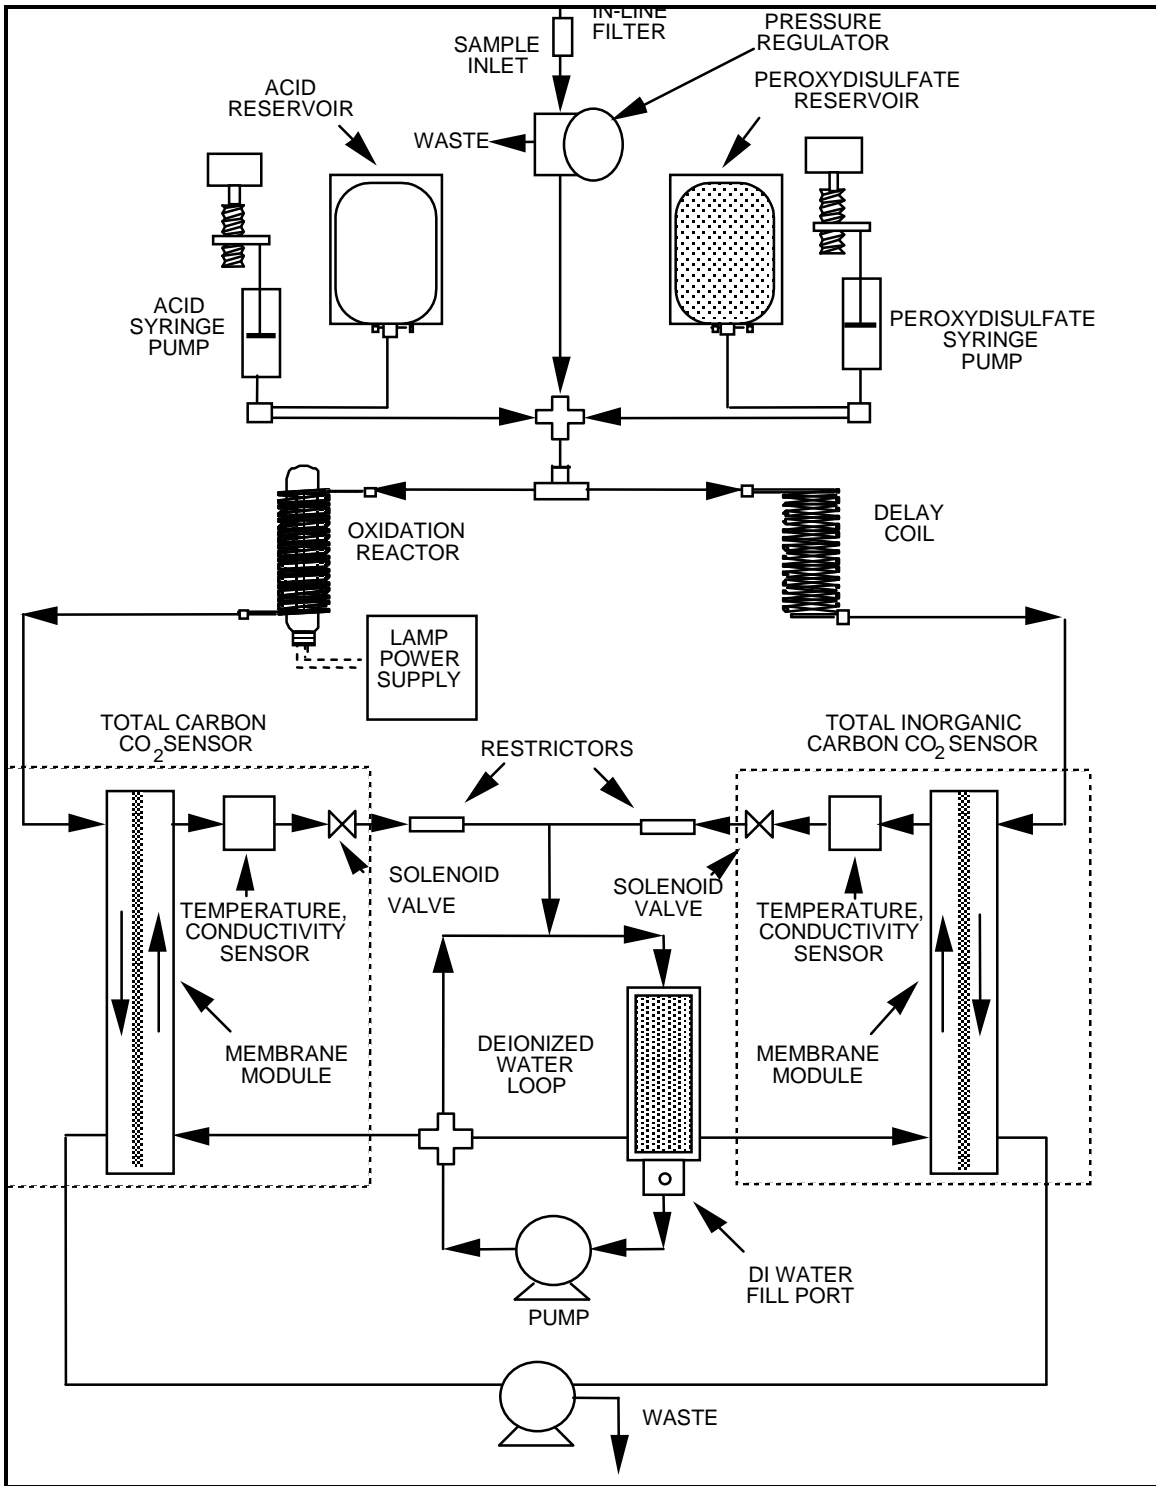 IN-LINE
FILTER
SAMPLE
INLET
PRESSURE
REGULATOR
ACID
RESERVOIR
PEROXYDISULFATE
RESERVOIR
WASTE
ACID
SYRINGE
PUMP
PEROXYDISULFATE
SYRINGE
PUMP
OXIDATION
REACTOR
DELAY
COIL
LAMP
POWER
SUPPLY
TOTAL CARBON
CO2 SENSOR
RESTRICTORS
TOTAL INORGANIC
CARBON CO2 SENSOR
SOLENOID
VALVE
SOLENOID
VALVE
TEMPERATURE,
CONDUCTIVITY
SENSOR
TEMPERATURE,
CONDUCTIVITY
SENSOR
MEMBRANE
MODULE
DEIONIZED
WATER
LOOP
MEMBRANE
MODULE
DI WATER
FILL PORT
PUMP
WASTE